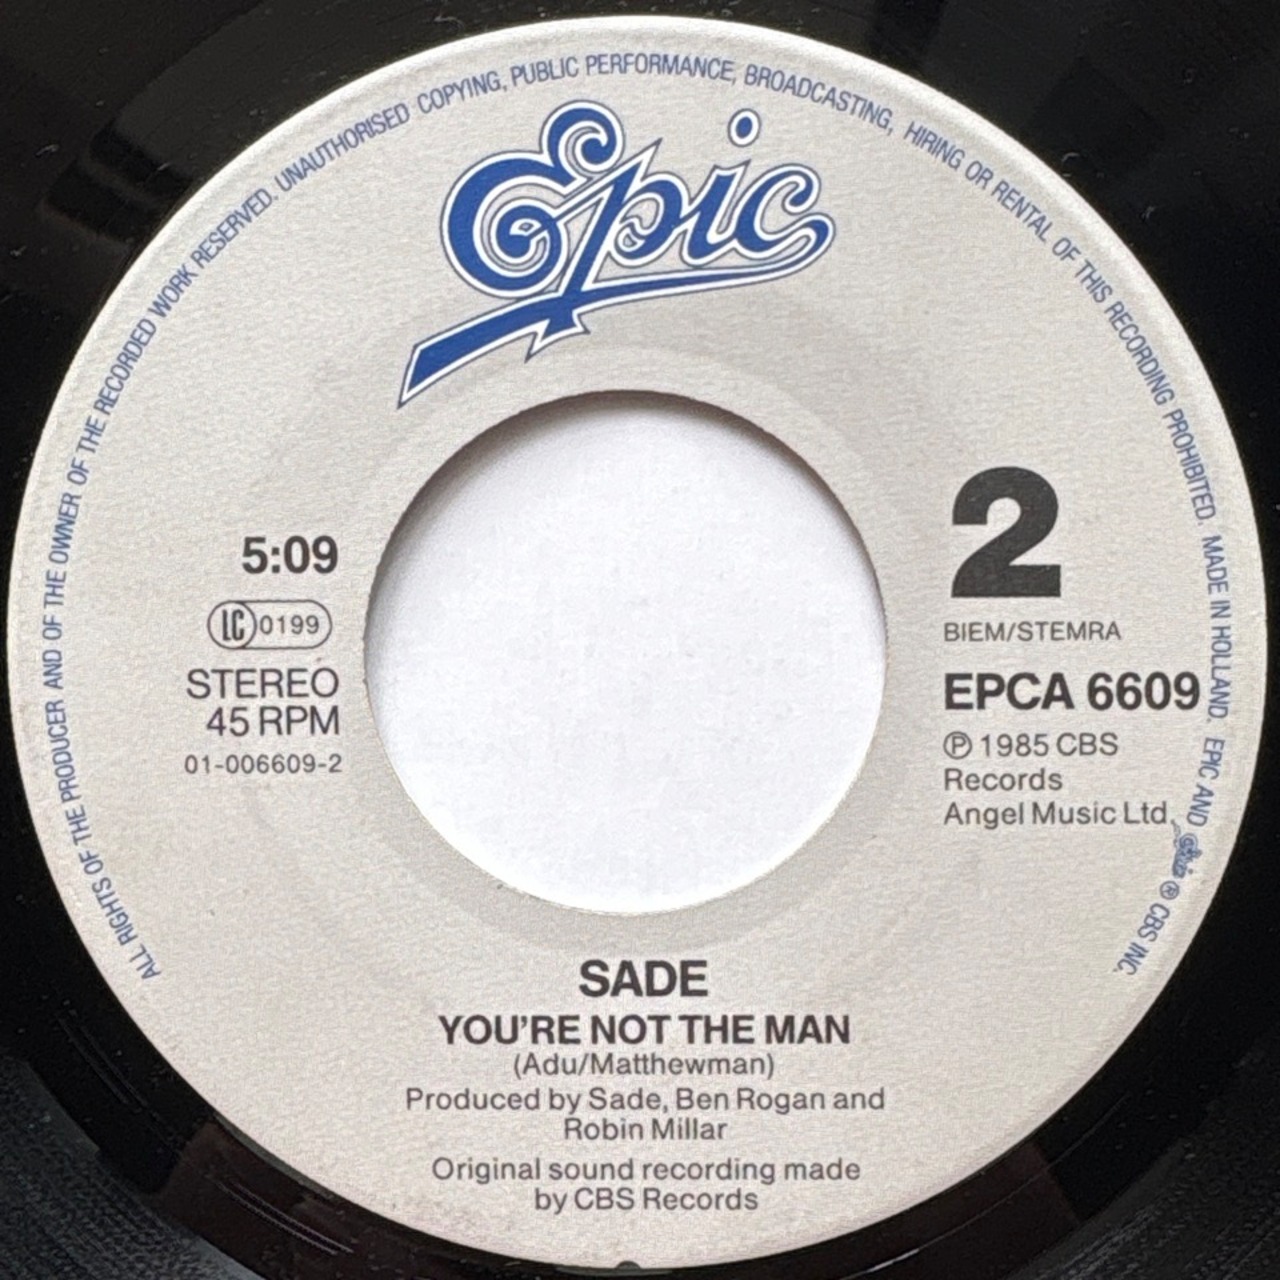 ALL RIGHTS OF THE PRODUCER AND OF THE OWNER OF THE RECORDED WORK RESERVED. UNAUTHORISED COPYING, PUBLIC PERFORMANCE, BROADCASTING, HIRING OR RENTAL OF THIS RECORDING PROHIBITED. MADE IN HOLLAND. EPIC AND Epic ® CBS INC.
Epic
5:09
LC 0199
STEREO
45 RPM
01-006609-2
2
BIEM/STEMRA
EPCA 6609
℗ 1985 CBS
Records
Angel Music Ltd.
SADE
YOU'RE NOT THE MAN
(Adu/Matthewman)
Produced by Sade, Ben Rogan and
Robin Millar
Original sound recording made
by CBS Records